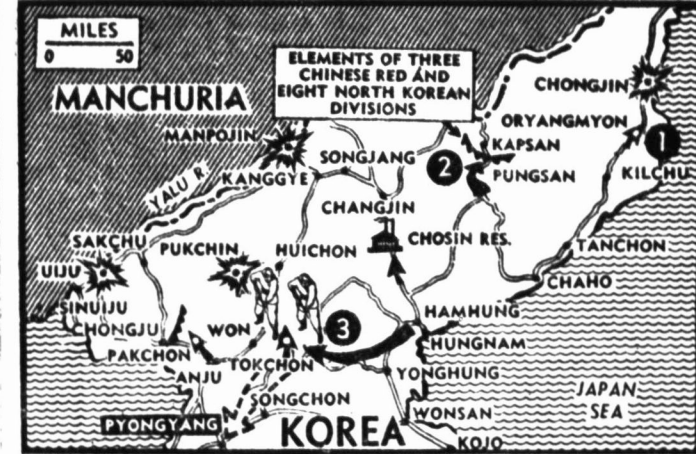 MILES
0 50
ELEMENTS OF THREE
CHINESE RED AND
EIGHT NORTH KOREAN
DIVISIONS
MANCHURIA
CHONGJIN
ORYANGMYON
1
MANPOJIN
KAPSAN
SONGJANG
2
KANGGYE
PUNGSAN
KILCHU
YALU R.
CHANGJIN
SAKCHU
PUKCHIN
HUICHON
CHOSIN RES.
TANCHON
UIJU
CHAHO
SINUIJU
HAMHUNG
CHONGJU
WON
3
HUNGNAM
PAKCHON
TOKCHON
YONGHUNG
ANJU
JAPAN
SEA
SONGCHON
WONSAN
PYONGYANG
KOREA
KOJO